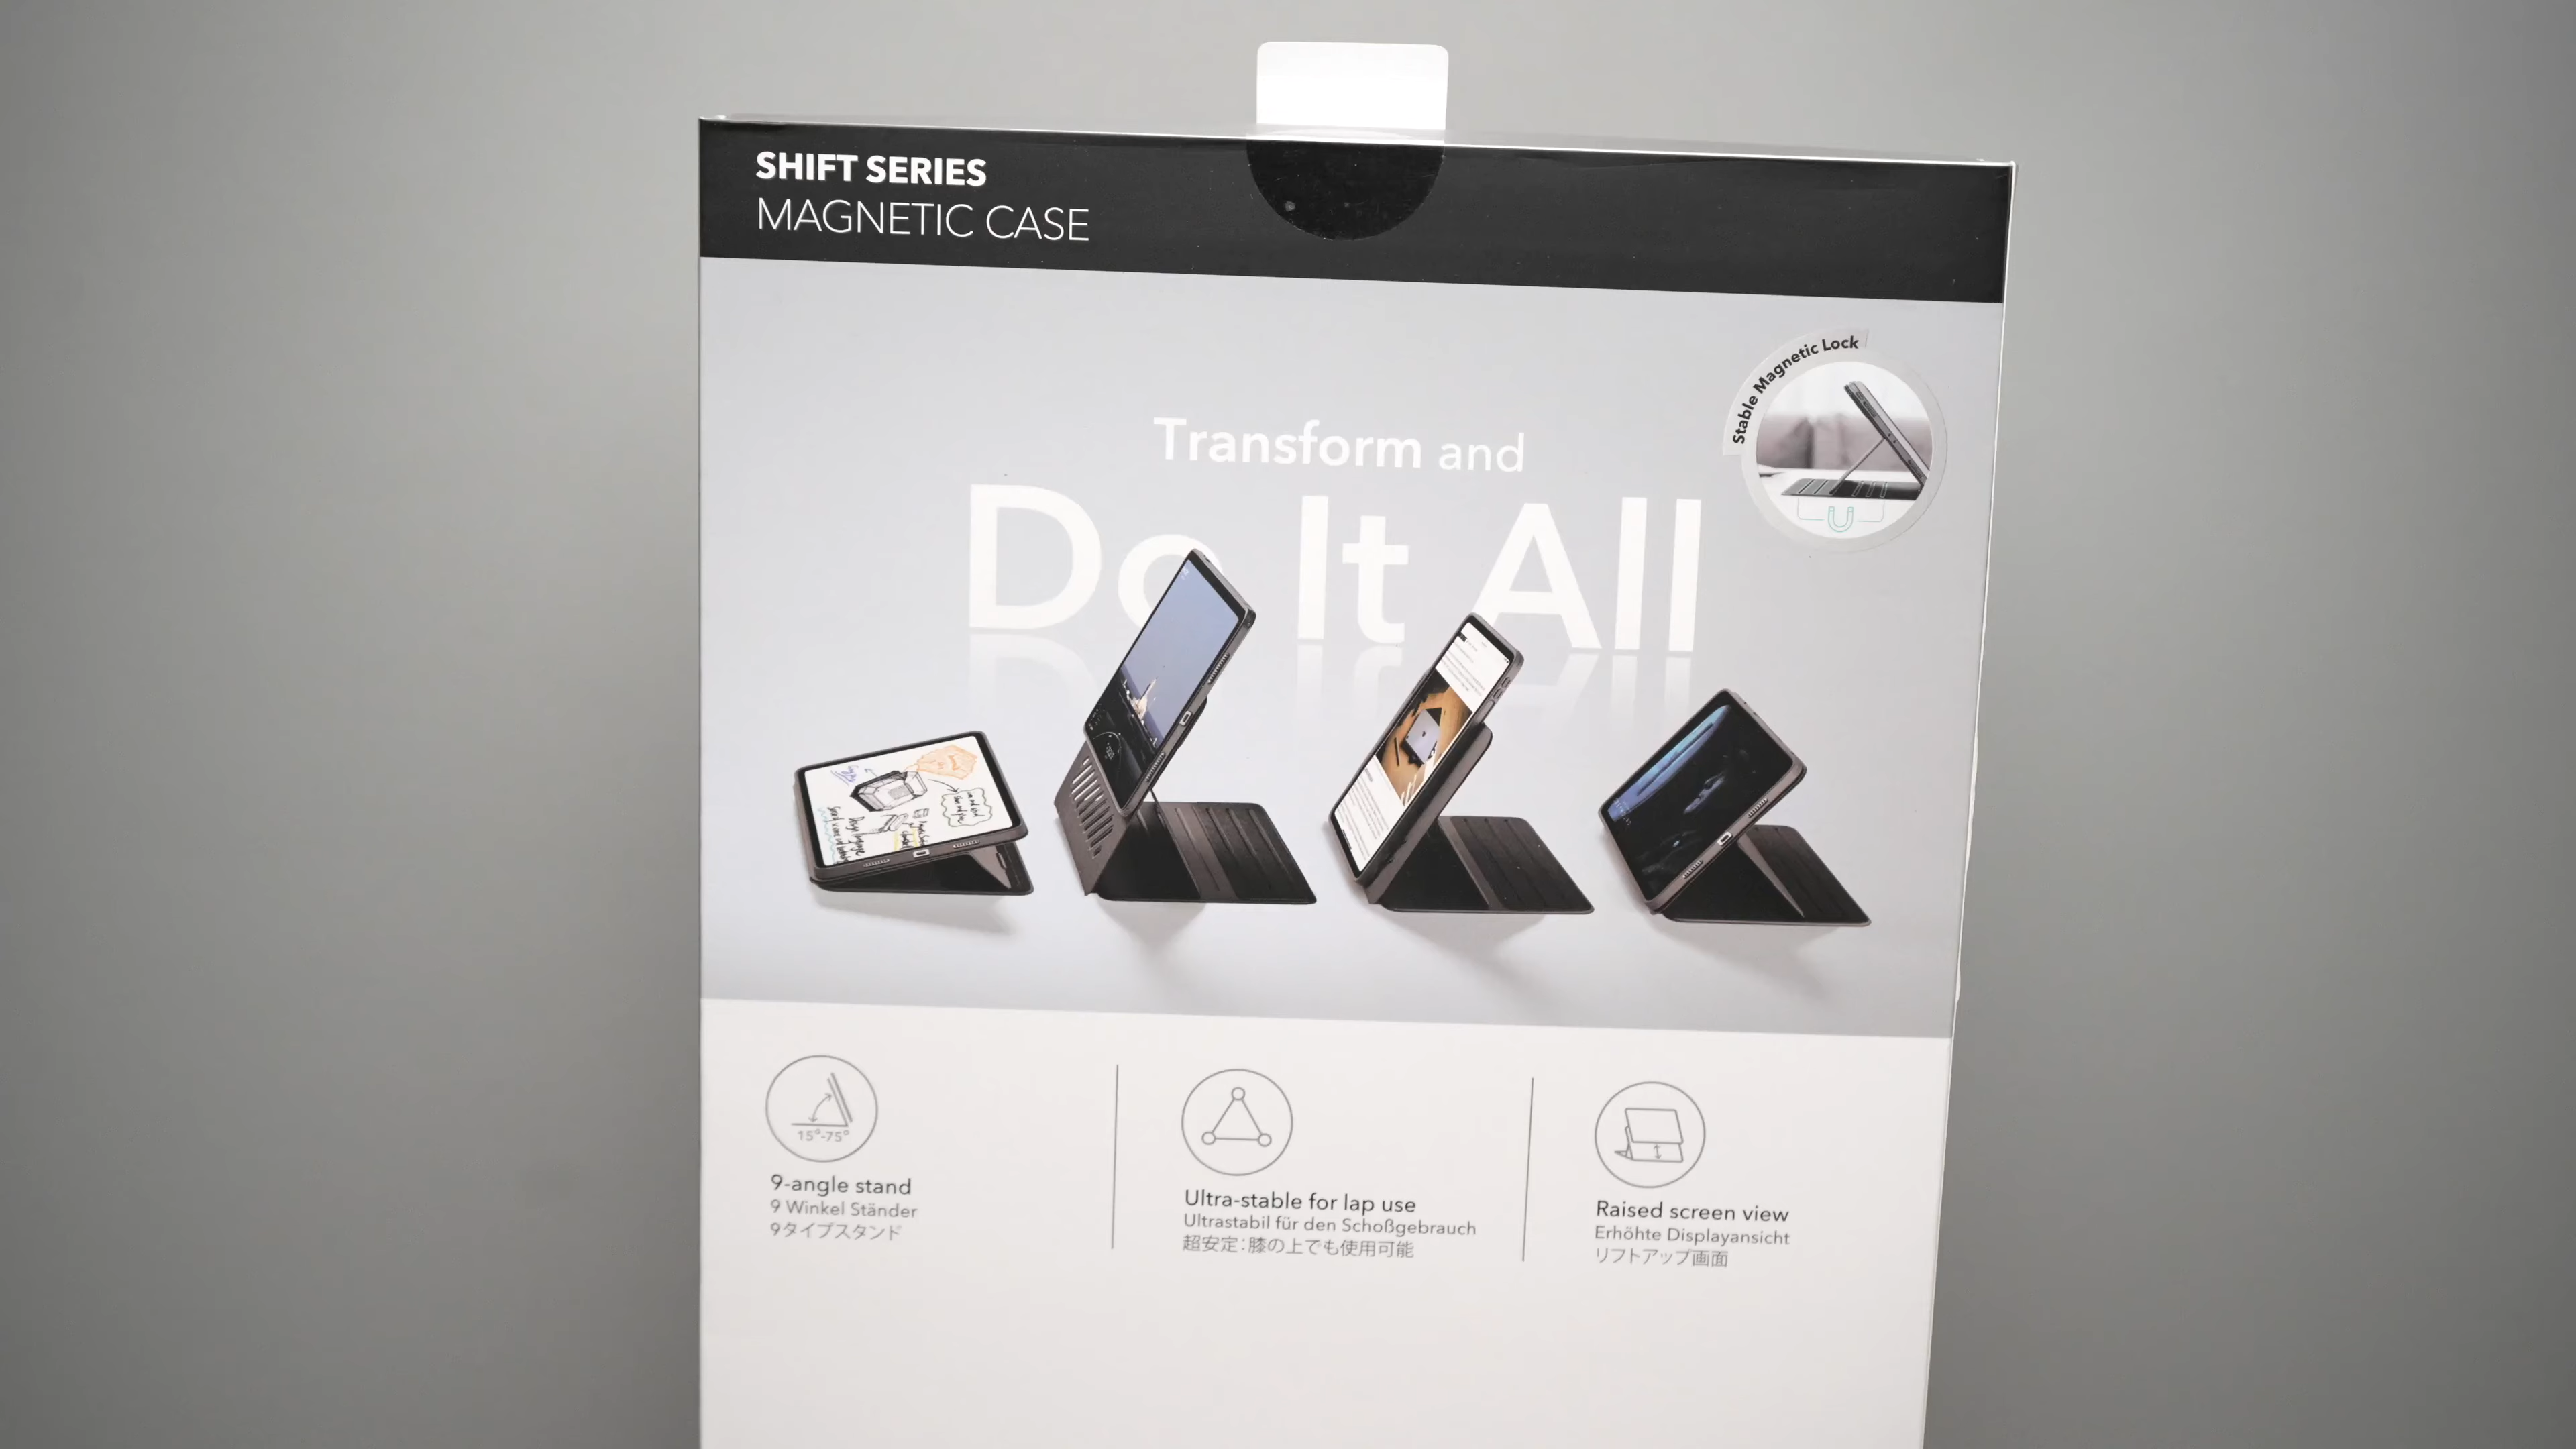 SHIFT SERIES
MAGNETIC CASE
Stable Magnetic Lock
Transform and
Do It All
15°-75°
9-angle stand
9 Winkel Ständer
9タイプスタンド
Ultra-stable for lap use
Ultrastabil für den Schoßgebrauch
超安定：膝の上でも使用可能
Raised screen view
Erhöhte Displayansicht
リフトアップ画面